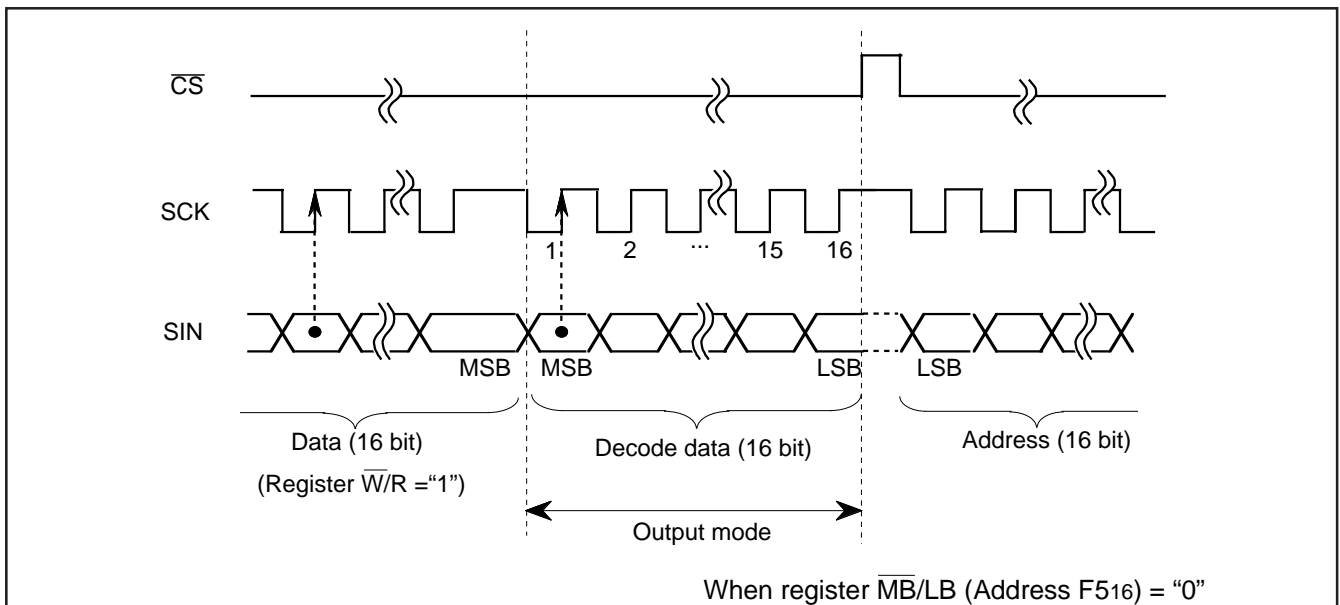 CS
SCK
1 2 ... 15 16
SIN
MSB MSB LSB LSB
Data (16 bit) Decode data (16 bit) Address (16 bit)
(Register W/R ="1")
Output mode
When register MB/LB (Address F516) = "0"